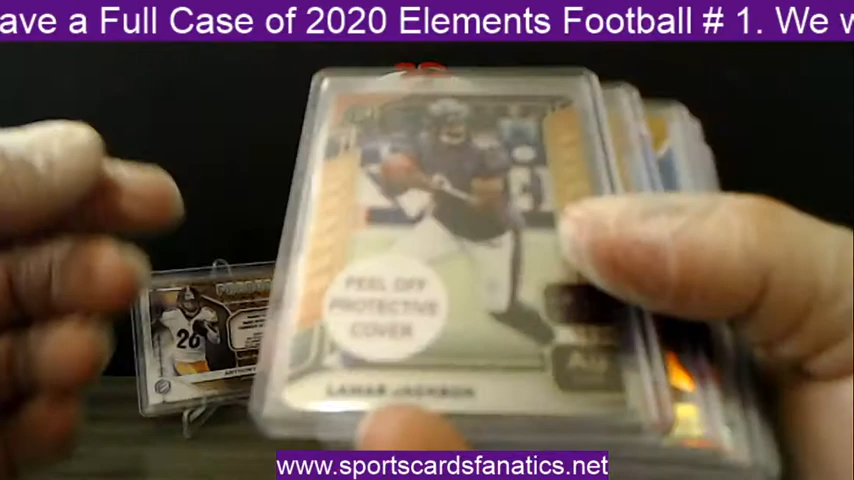 ave a Full Case of 2020 Elements Football # 1. We w
PEEL OFF
PROTECTIVE
COVER
26
LAMAR JACKSON
www.sportscardsfanatics.net